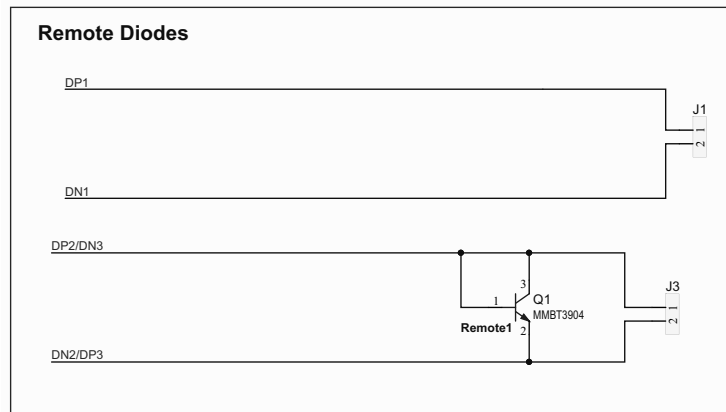 Remote Diodes
DP1
J1
1
2
DN1
DP2/DN3
3
J3
1
Q1
1
MMBT3904
2
Remote1
2
DN2/DP3